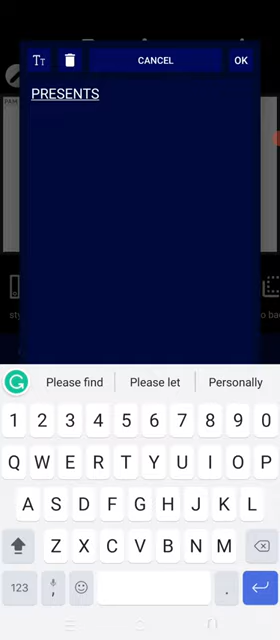 TT CANCEL OK
PRESENTS
Please find Please let Personally
1 2 3 4 5 6 7 8 9 0
Q W E R T Y U I O P
A S D F G H J K L
Z X C V B N M
123 , .